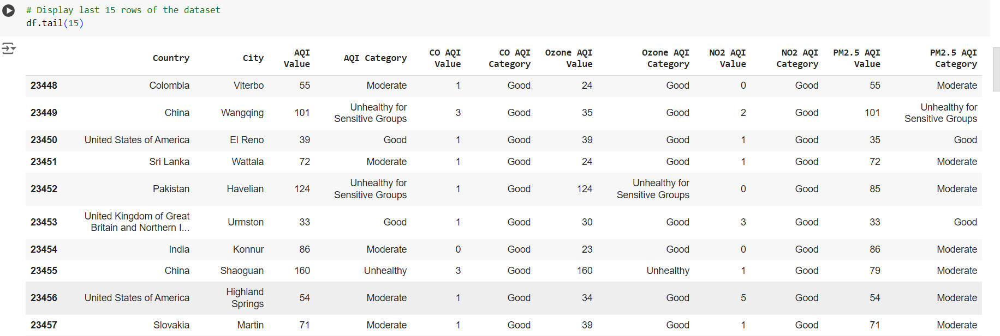 # Display last 15 rows of the dataset
df.tail(15)
Country City AQI Value AQI Category CO AQI Value CO AQI Category Ozone AQI Value Ozone AQI Category NO2 AQI Value NO2 AQI Category PM2.5 AQI Value PM2.5 AQI Category
23448 Colombia Viterbo 55 Moderate 1 Good 24 Good 0 Good 55 Moderate
23449 China Wangqing 101 Unhealthy for Sensitive Groups 3 Good 35 Good 2 Good 101 Unhealthy for Sensitive Groups
23450 United States of America El Reno 39 Good 1 Good 39 Good 1 Good 35 Good
23451 Sri Lanka Wattala 72 Moderate 1 Good 24 Good 1 Good 72 Moderate
23452 Pakistan Havelian 124 Unhealthy for Sensitive Groups 1 Good 124 Unhealthy for Sensitive Groups 0 Good 85 Moderate
23453 United Kingdom of Great Britain and Northern I... Urmston 33 Good 1 Good 30 Good 3 Good 33 Good
23454 India Konnur 86 Moderate 0 Good 23 Good 0 Good 86 Moderate
23455 China Shaoguan 160 Unhealthy 3 Good 160 Unhealthy 1 Good 79 Moderate
23456 United States of America Highland Springs 54 Moderate 1 Good 34 Good 5 Good 54 Moderate
23457 Slovakia Martin 71 Moderate 1 Good 39 Good 1 Good 71 Moderate